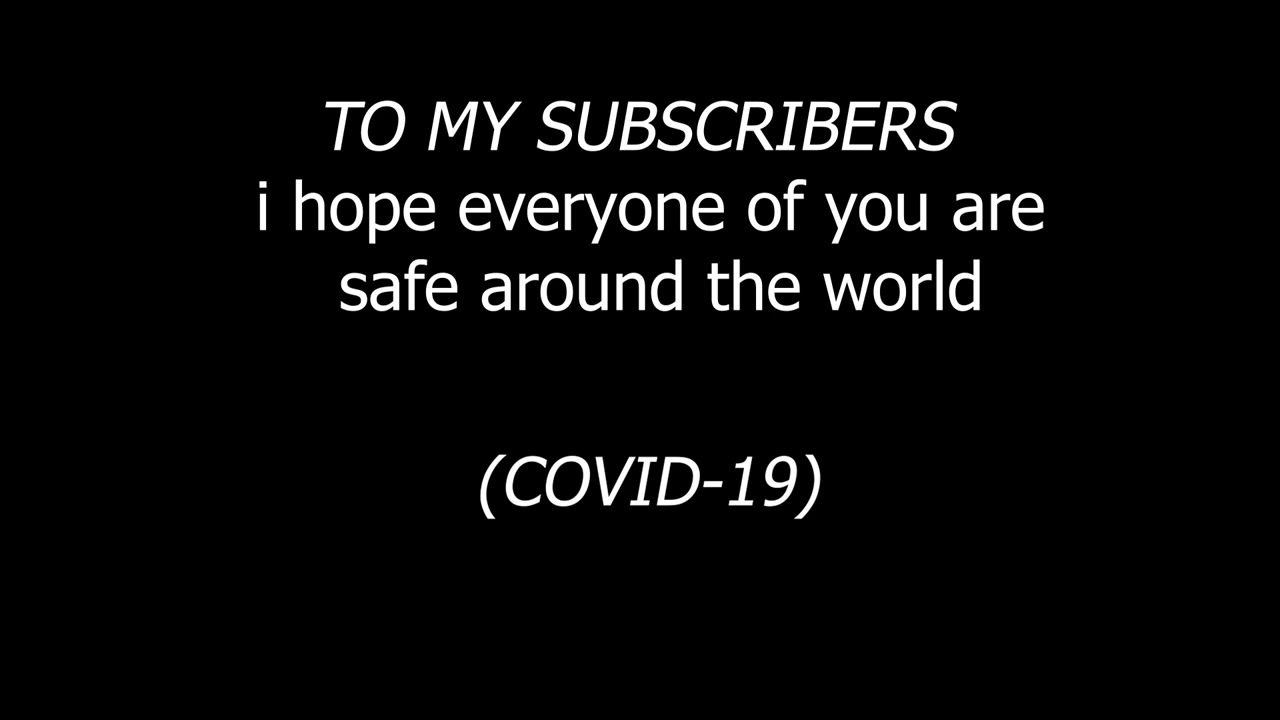 TO MY SUBSCRIBERS
i hope everyone of you are
safe around the world
(COVID-19)